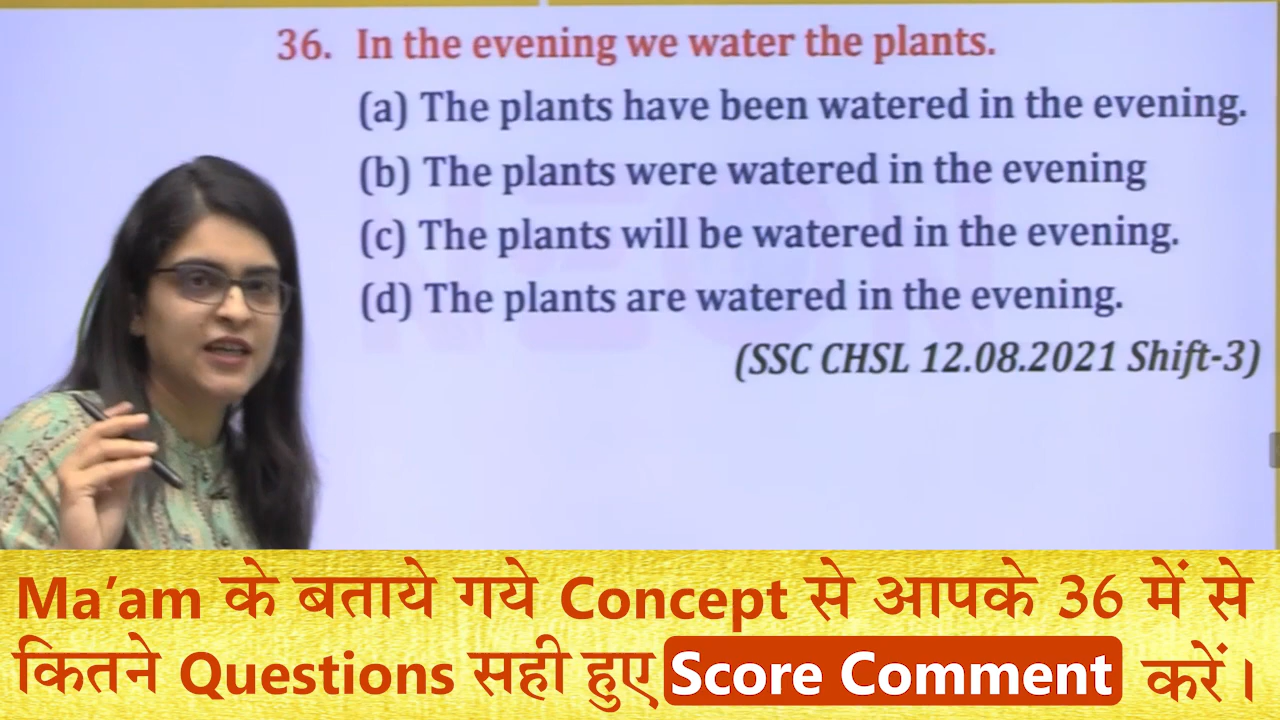 36. In the evening we water the plants.
(a) The plants have been watered in the evening.
(b) The plants were watered in the evening
(c) The plants will be watered in the evening.
(d) The plants are watered in the evening.
(SSC CHSL 12.08.2021 Shift-3)
Ma'am के बताये गये Concept से आपके 36 में से
कितने Questions सही हुए Score Comment करें।